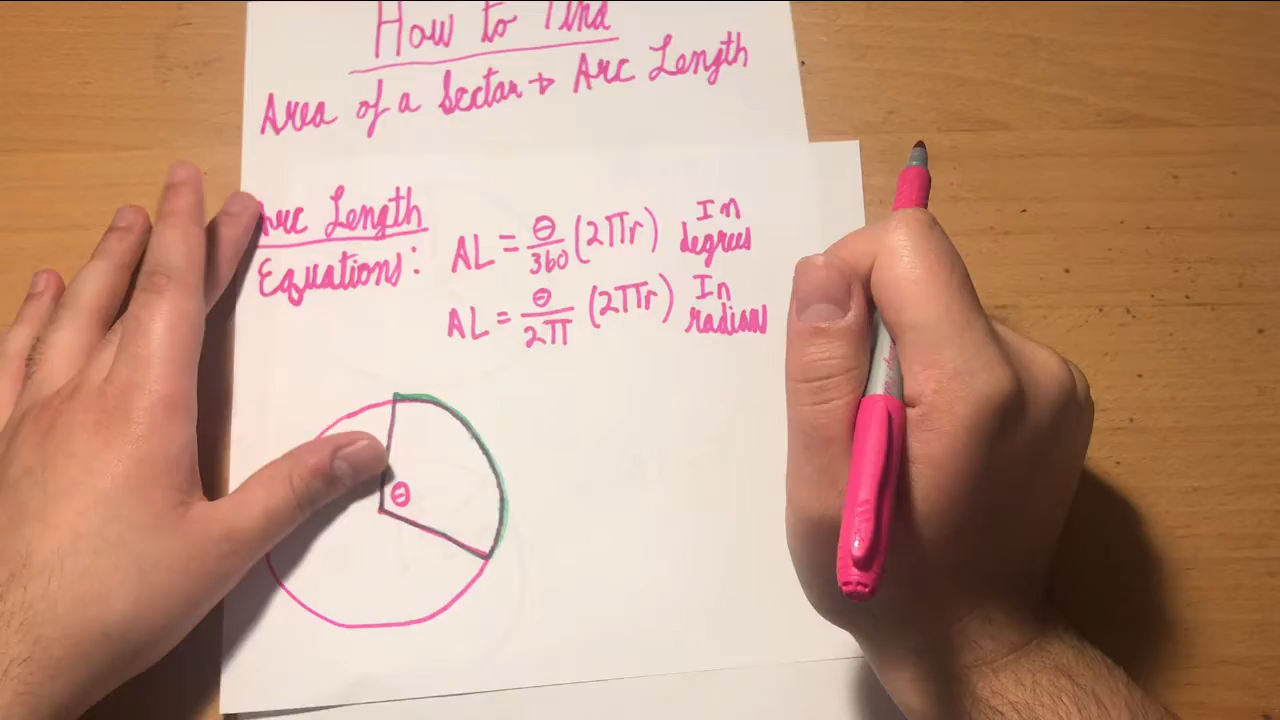 How to Find
Area of a Sector + Arc Length
Arc Length
Equations:
AL = θ/360 (2πr) In degrees
AL = θ/2π (2πr) In radians
θ